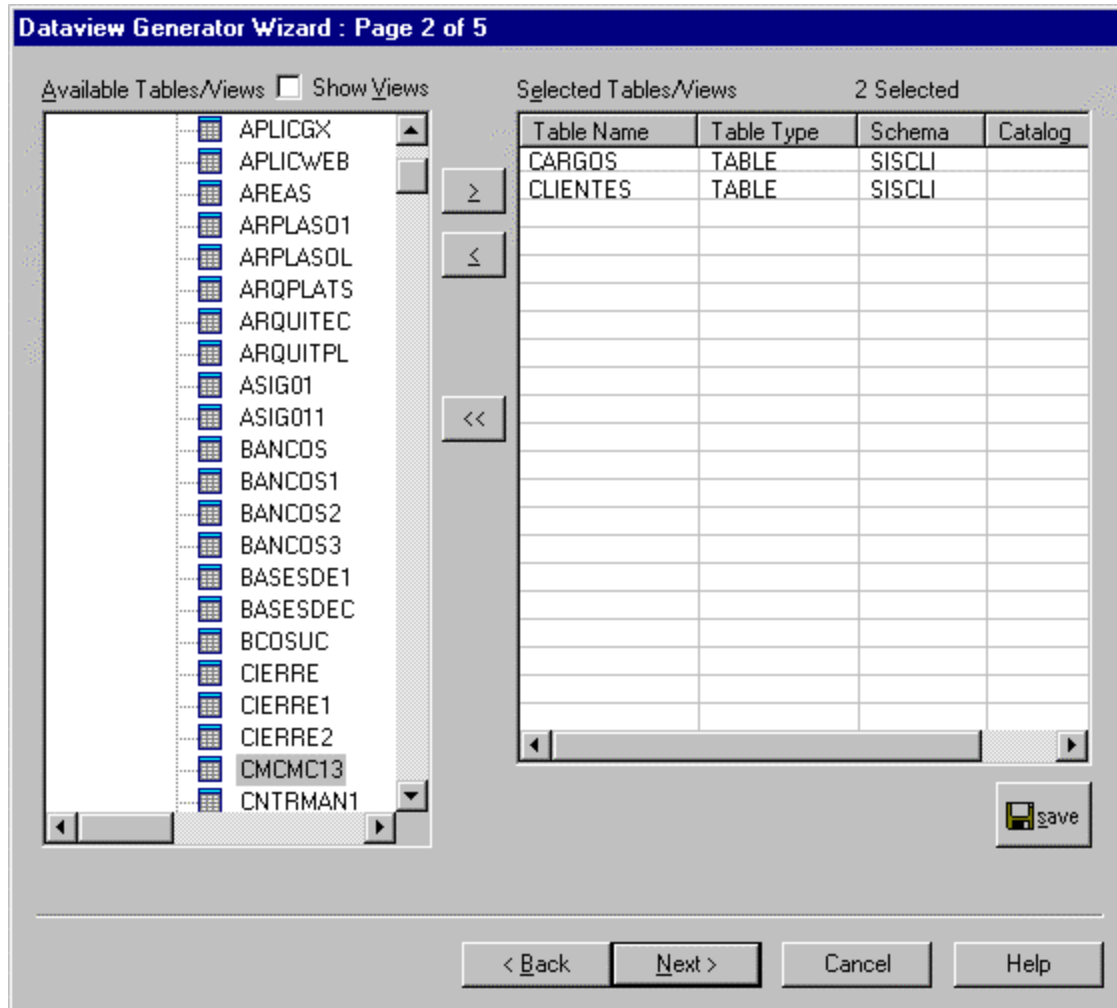 Dataview Generator Wizard : Page 2 of 5
Available Tables/Views Show Views
APLICGX
APLICWEB
AREAS
ARPLASO1
ARPLASOL
ARQPLATS
ARQUITEC
ARQUITPL
ASIG01
ASIG011
BANCOS
BANCOS1
BANCOS2
BANCOS3
BASESDE1
BASESDEC
BCOSUC
CIERRE
CIERRE1
CIERRE2
CMCMC13
CNTRMAN1
>
<
<<
Selected Tables/Views 2 Selected
Table Name Table Type Schema Catalog
CARGOS TABLE SISCLI
CLIENTES TABLE SISCLI
save
< Back Next > Cancel Help